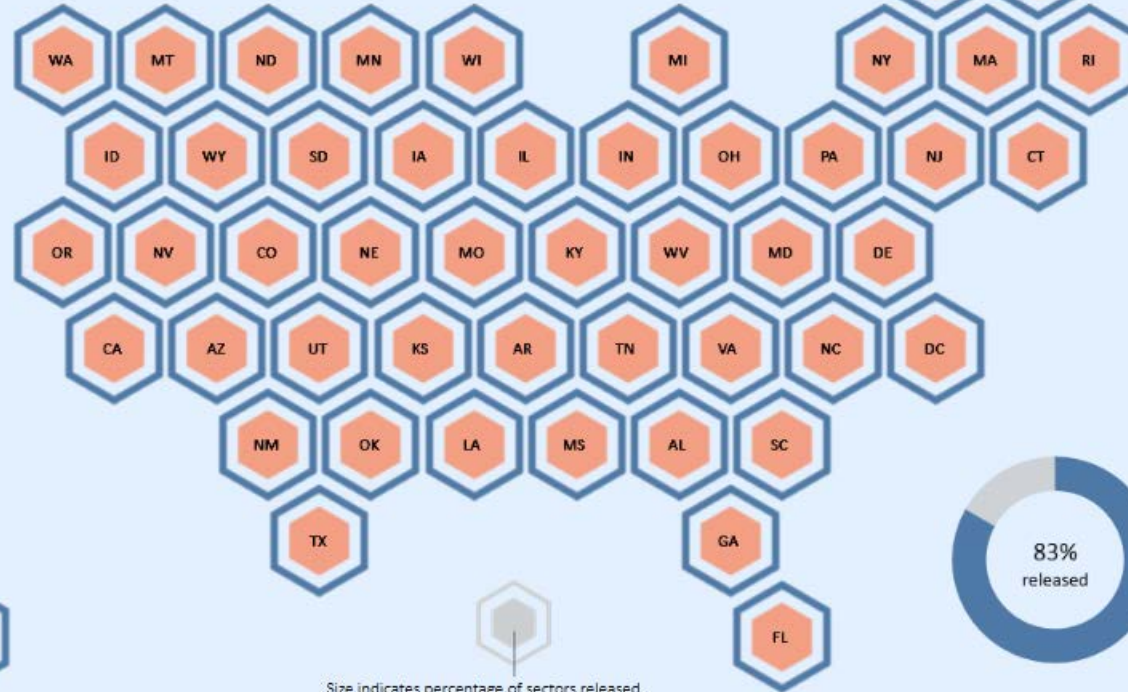 WA MT ND MN WI MI NY MA RI
ID WY SD IA IL IN OH PA NJ CT
OR NV CO NE MO KY WV MD DE
CA AZ UT KS AR TN VA NC DC
NM OK LA MS AL SC
TX GA
83%
released
FL
Size indicates percentage of sectors released